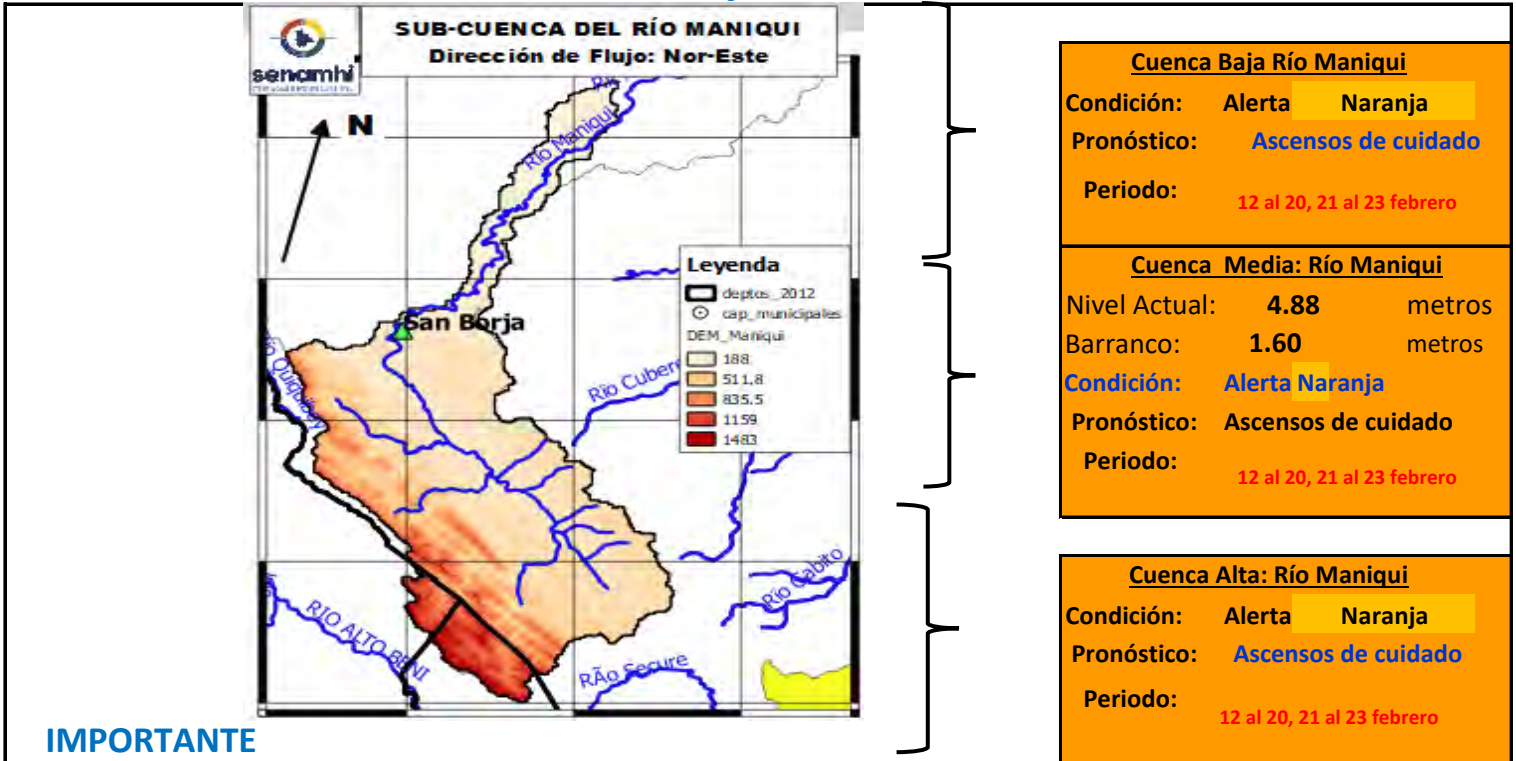 SUB-CUENCA DEL RÍO MANIQUI
Dirección de Flujo: Nor-Este
senamhi
N
Río Maniqui
Río Maniqui
San Borja
Río Cubere
Río Cabito
RIO ALTO BENI
RÃo Secure
Leyenda
deptos_2012
cap_municipales
DEM_Maniqui
188
511,8
835.5
1159
1483
Cuenca Baja Río Maniqui
Condición: Alerta Naranja
Pronóstico: Ascensos de cuidado
Periodo: 12 al 20, 21 al 23 febrero
Cuenca Media: Río Maniqui
Nivel Actual: 4.88 metros
Barranco: 1.60 metros
Condición: Alerta Naranja
Pronóstico: Ascensos de cuidado
Periodo: 12 al 20, 21 al 23 febrero
Cuenca Alta: Río Maniqui
Condición: Alerta Naranja
Pronóstico: Ascensos de cuidado
Periodo: 12 al 20, 21 al 23 febrero
IMPORTANTE